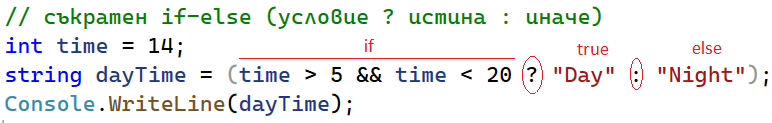 // съкратен if-else (условие ? истина : иначе)
int time = 14;
if true else
string dayTime = (time > 5 && time < 20 ? "Day" : "Night");
Console.WriteLine(dayTime);